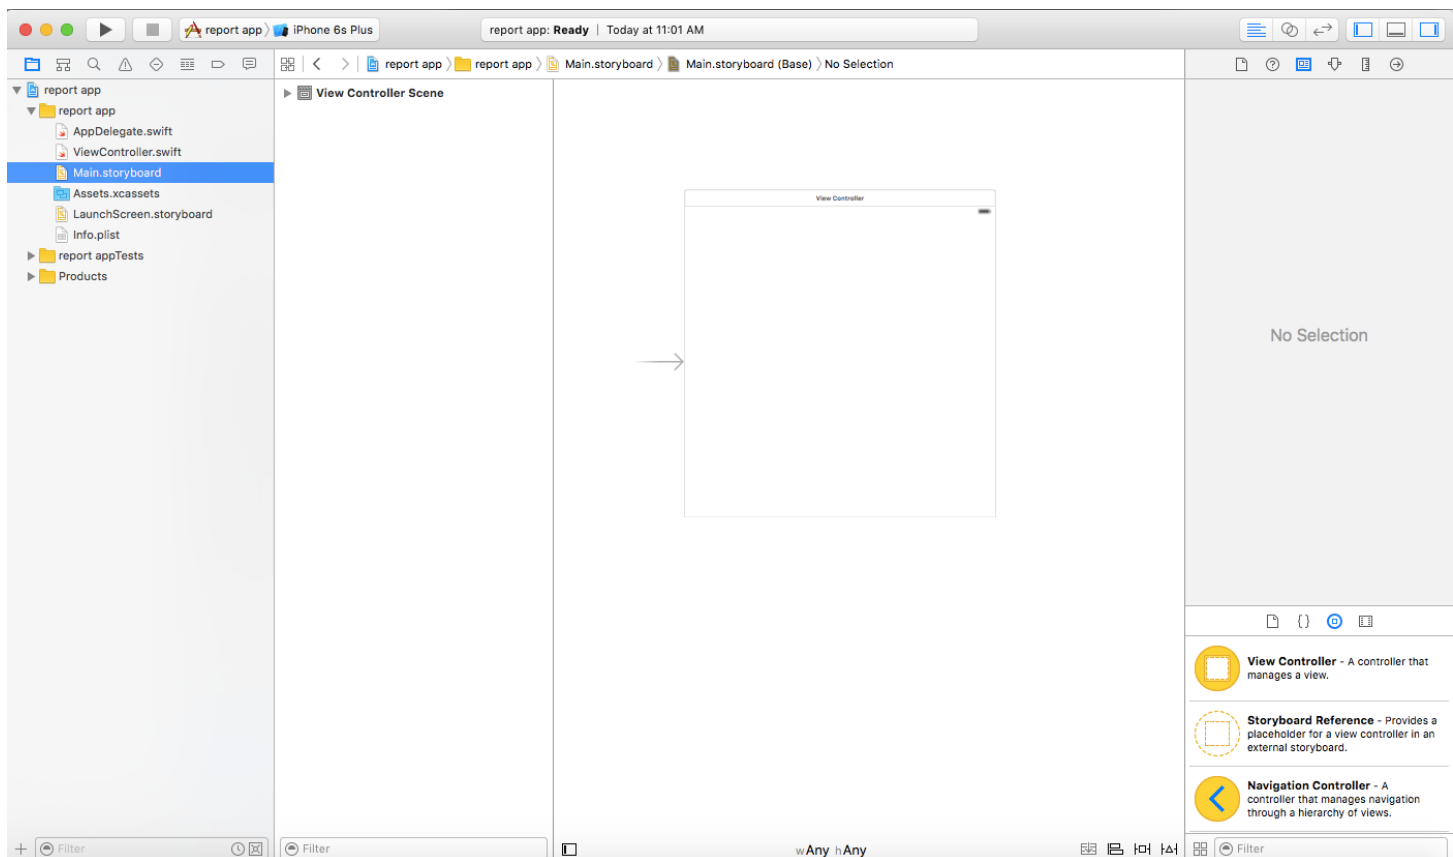 report app iPhone 6s Plus
report app: Ready | Today at 11:01 AM
report app report app Main.storyboard Main.storyboard (Base) No Selection
report app
report app
AppDelegate.swift
ViewController.swift
Main.storyboard
Assets.xcassets
LaunchScreen.storyboard
Info.plist
report appTests
Products
Filter
View Controller Scene
Filter
View Controller
wAny hAny
No Selection
View Controller - A controller that
manages a view.
Storyboard Reference - Provides a
placeholder for a view controller in an
external storyboard.
Navigation Controller - A
controller that manages navigation
through a hierarchy of views.
Filter